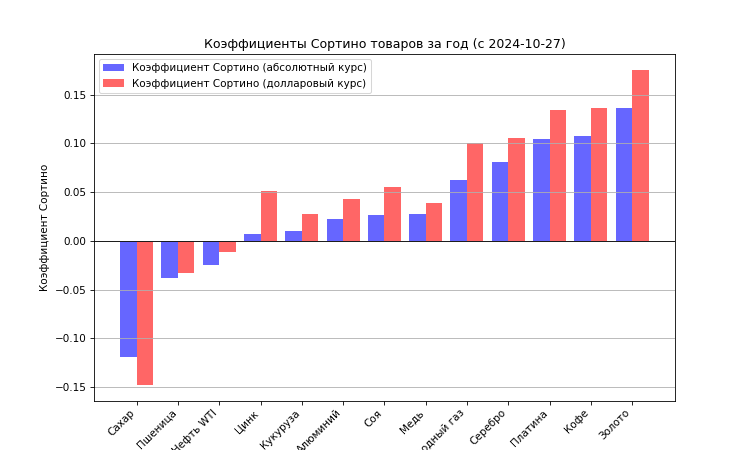 Коэффициенты Сортино товаров за год (с 2024-10-27)
Коэффициент Сортино (абсолютный курс)
Коэффициент Сортино (долларовый курс)
Коэффициент Сортино
0.15
0.10
0.05
0.00
−0.05
−0.10
−0.15
Сахар
Пшеница
Нефть WTI
Цинк
Кукуруза
Алюминий
Соя
Медь
газ
Серебро
Платина
Кофе
Золото